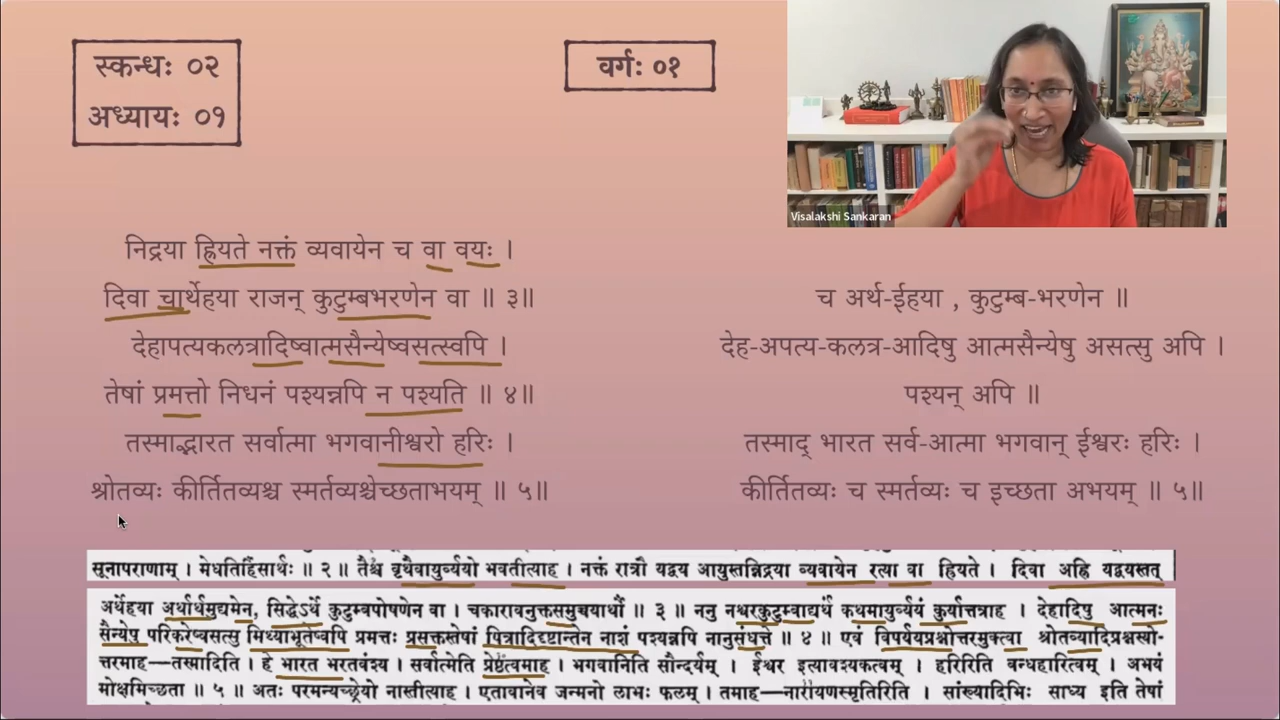 स्कन्धः ०२
अध्यायः ०१
वर्गः ०१
Visalakshi Sankaran
निद्रया ह्रियते नक्तं व्यवायेन च वा वयः ।
दिवा चार्थेहया राजन् कुटुम्बभरणेन वा ॥ ३॥
देहापत्यकलत्रादिष्वात्मसैन्येष्वसत्स्वपि ।
तेषां प्रमत्तो निधनं पश्यन्नपि न पश्यति ॥ ४॥
तस्माद्भारत सर्वात्मा भगवानीश्वरो हरिः ।
श्रोतव्यः कीर्तितव्यश्च स्मर्तव्यश्चेच्छताभयम् ॥ ५॥
च अर्थ-ईहया , कुटुम्ब-भरणेन ॥
देह-अपत्य-कलत्र-आदिषु आत्मसैन्येषु असत्सु अपि ।
पश्यन् अपि ॥
तस्माद् भारत सर्व-आत्मा भगवान् ईश्वरः हरिः ।
कीर्तितव्यः च स्मर्तव्यः च इच्छता अभयम् ॥ ५॥
सूनापराणाम् । मेधतिर्हिंसार्थः ॥ २ ॥ तैश्च वृथैवायुर्व्ययो भवतीत्याह । नक्तं रात्रौ यद्वय आयुस्तन्निद्रया व्यवायेन रत्या वा ह्रियते । दिवा अह्नि यद्वयस्तत्
अर्थेहया अर्थार्थमुद्यमेन, सिद्धेऽर्थे कुटुम्बपोषणेन वा । चकारावनुक्तसमुच्चयार्थौ ॥ ३ ॥ ननु नश्वरकुटुम्बाद्यर्थं कथमायुर्व्ययं कुर्यात्तत्राह । देहादिषु आत्मनः
सैन्येषु परिकरेष्वसत्सु मिथ्याभूतेष्वपि प्रमत्तः प्रसक्तस्तेषां पित्रादिदृष्टान्तेन नाशं पश्यन्नपि नानुसंधत्ते ॥ ४ ॥ एवं विपर्ययप्रश्नोत्तरमुक्त्वा श्रोतव्यादिप्रश्नस्यो-
त्तरमाह—तस्मादिति । हे भारत भरतवंश्य । सर्वात्मेति प्रेष्ठत्वमाह । भगवानिति सौन्दर्यम् । ईश्वर इत्यावश्यकत्वम् । हरिरिति बन्धहारित्वम् । अभयं
मोक्षमिच्छता ॥ ५ ॥ अतः परमन्यच्छ्रेयो नास्तीत्याह । एतावानेव जन्मनो लाभः फलम् । तमाह—नारायणस्मृतिरिति । सांख्यादिभिः साध्य इति तेषां